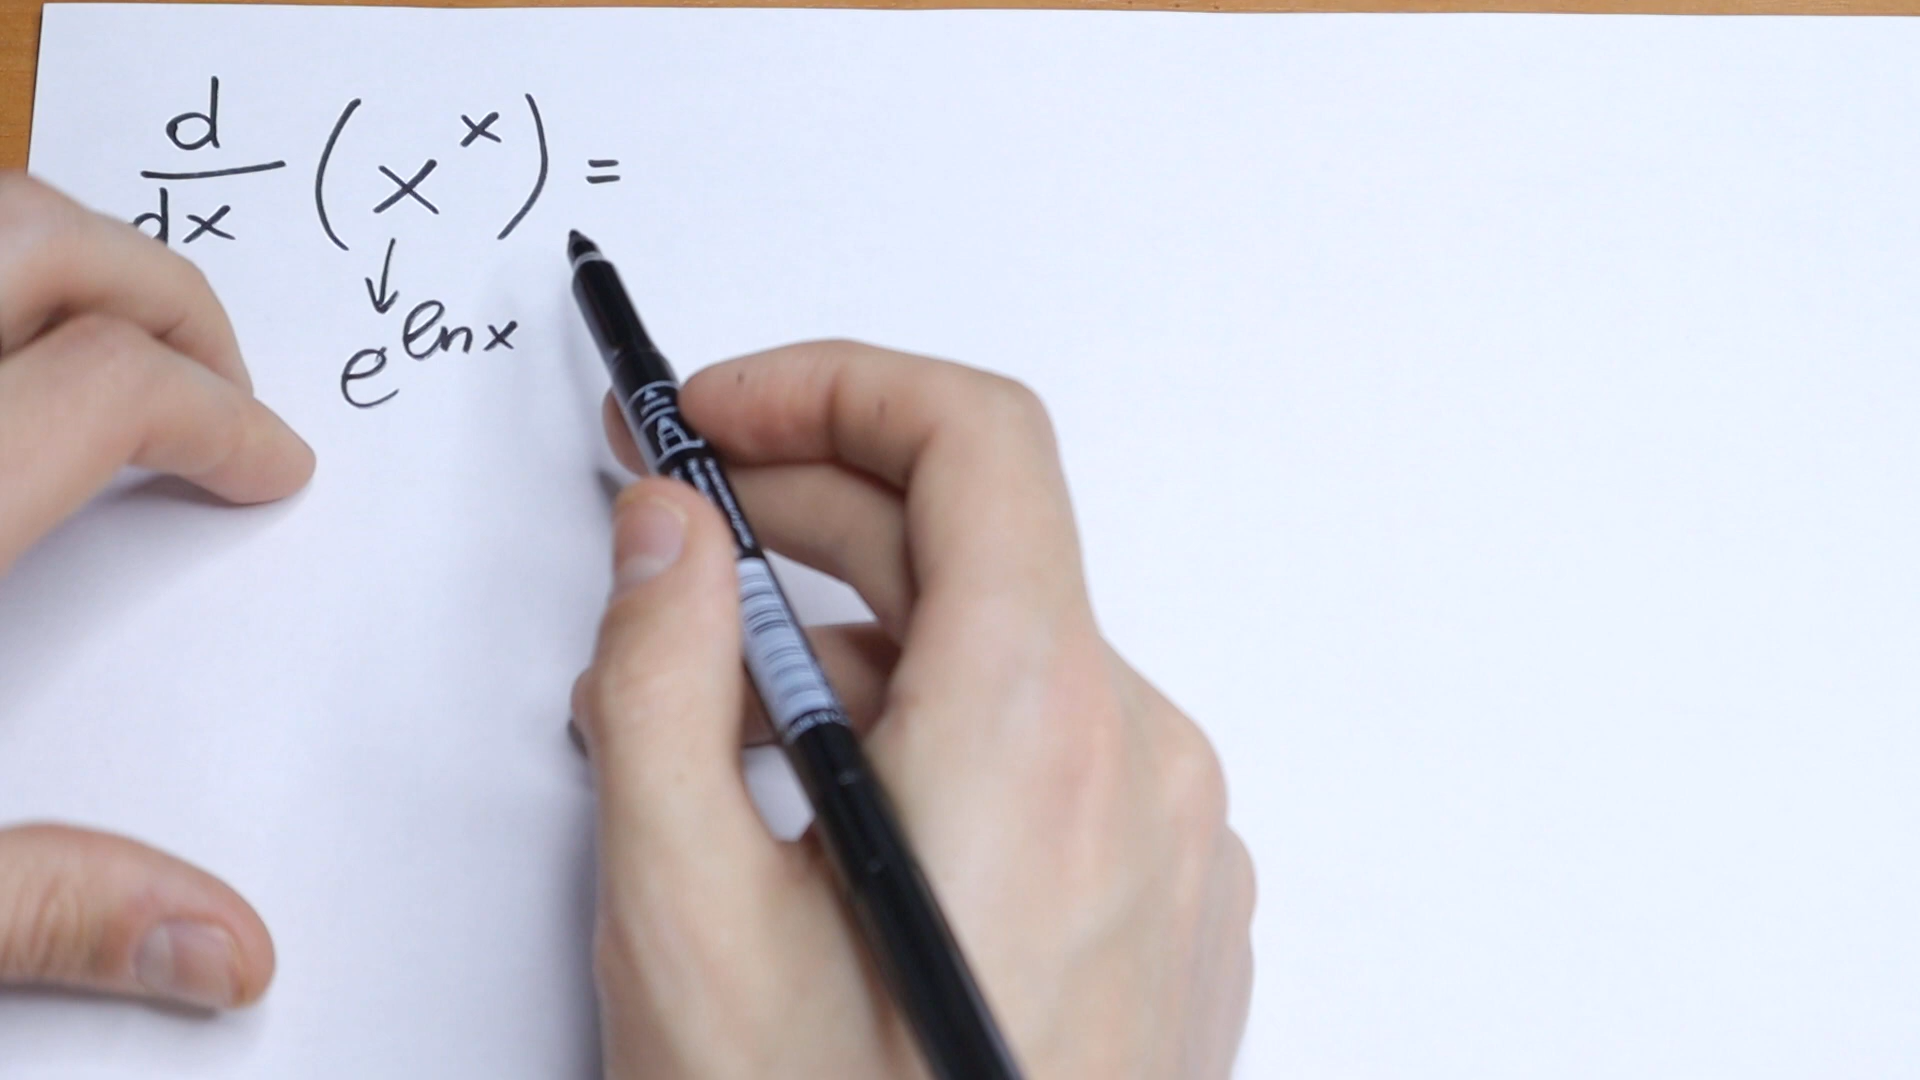 d/dx (x^x) =
↓
e^ln x